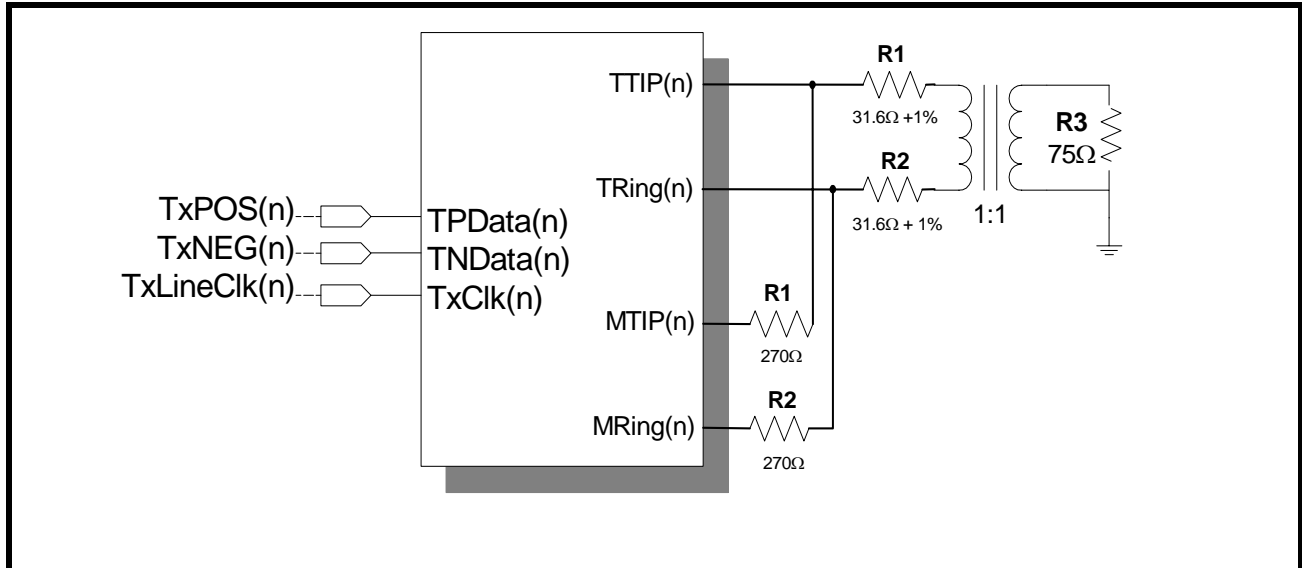 TTIP(n)
R1
31.6Ω +1%
R3
75Ω
R2
TRing(n)
31.6Ω + 1%
1:1
TxPOS(n)
TPData(n)
TxNEG(n)
TNData(n)
TxLineClk(n)
TxClk(n)
R1
MTIP(n)
270Ω
R2
MRing(n)
270Ω